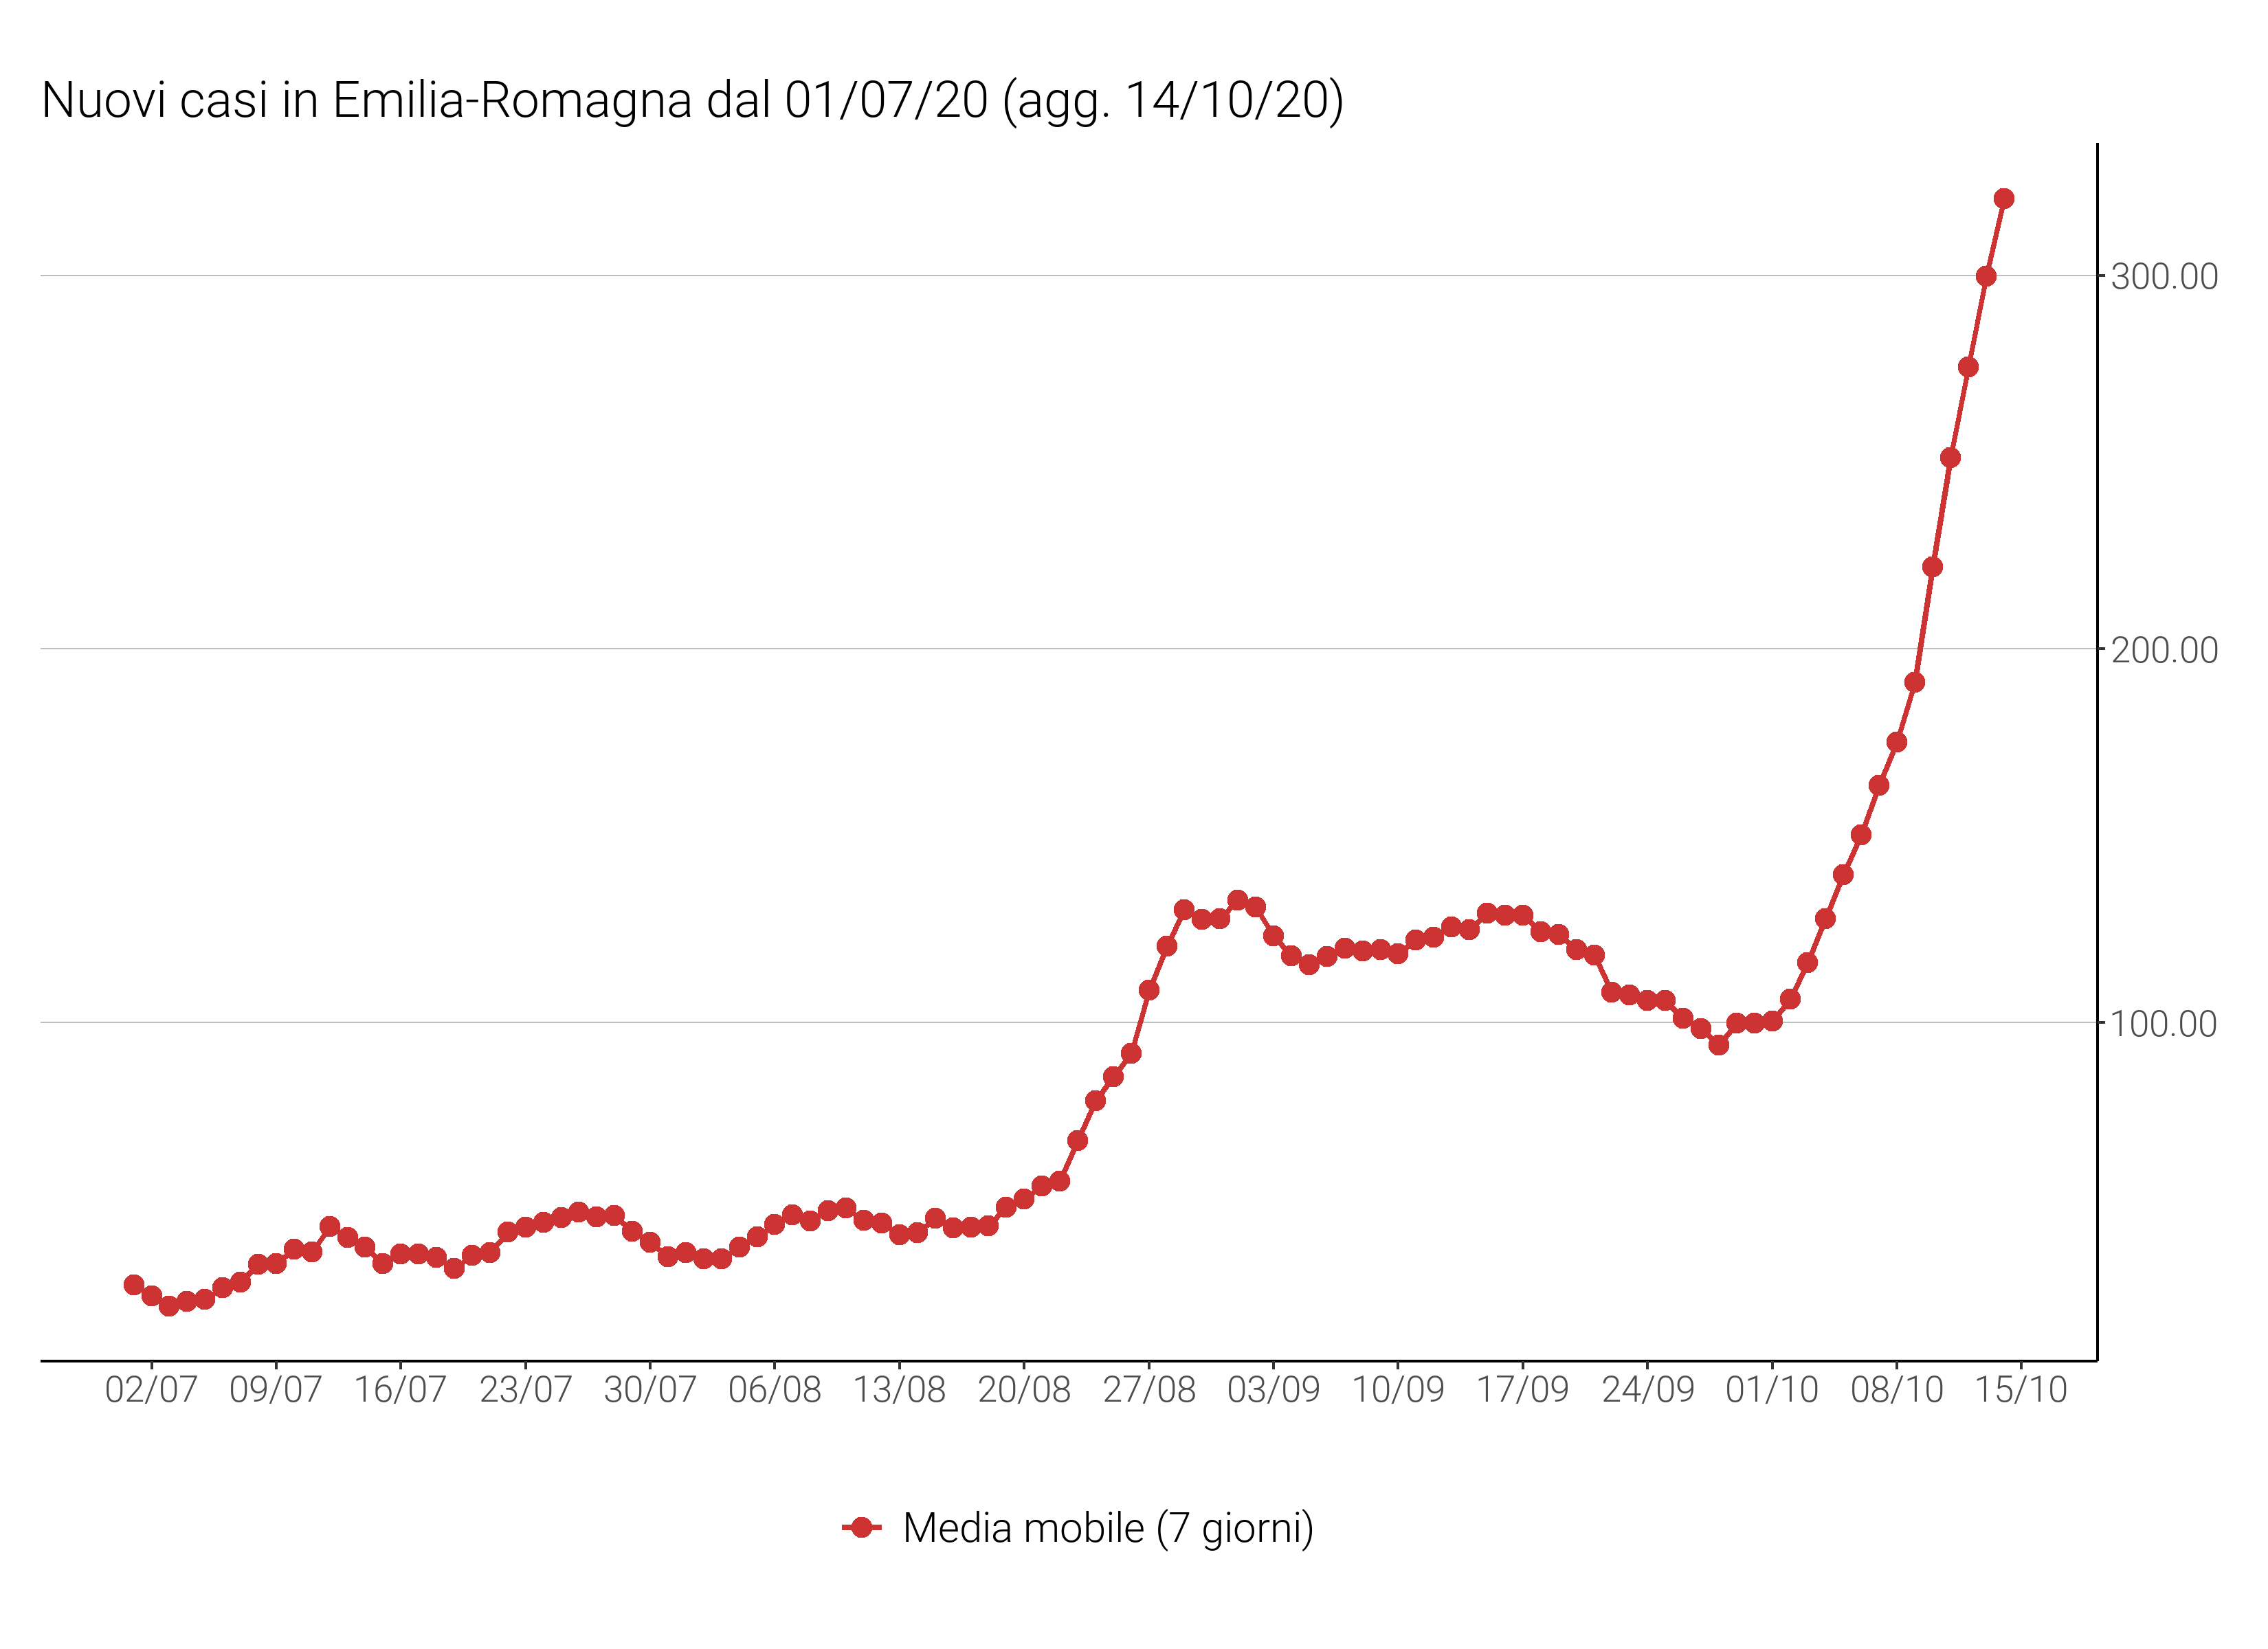 Nuovi casi in Emilia-Romagna dal 01/07/20 (agg. 14/10/20)
300.00
200.00
100.00
02/07 09/07 16/07 23/07 30/07 06/08 13/08 20/08 27/08 03/09 10/09 17/09 24/09 01/10 08/10 15/10
Media mobile (7 giorni)